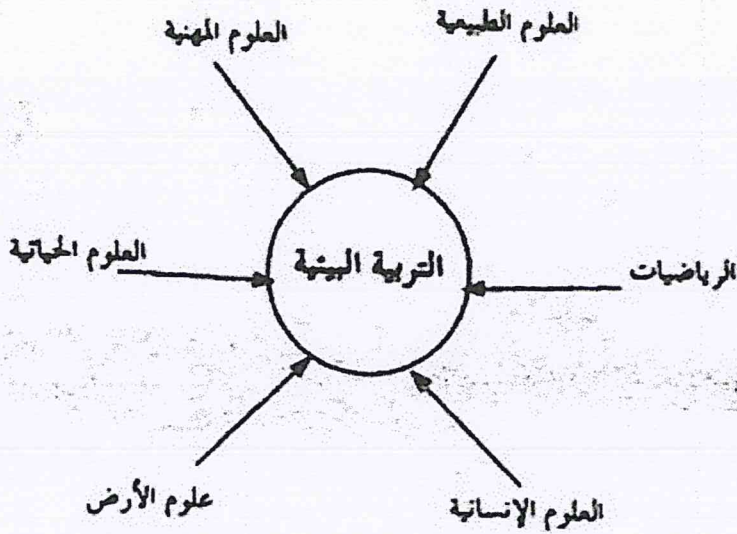 العلوم الطبيعية
العلوم المهنية
الرياضيات
التربية البيئية
العلوم الحياتية
العلوم الإنسانية
علوم الأرض